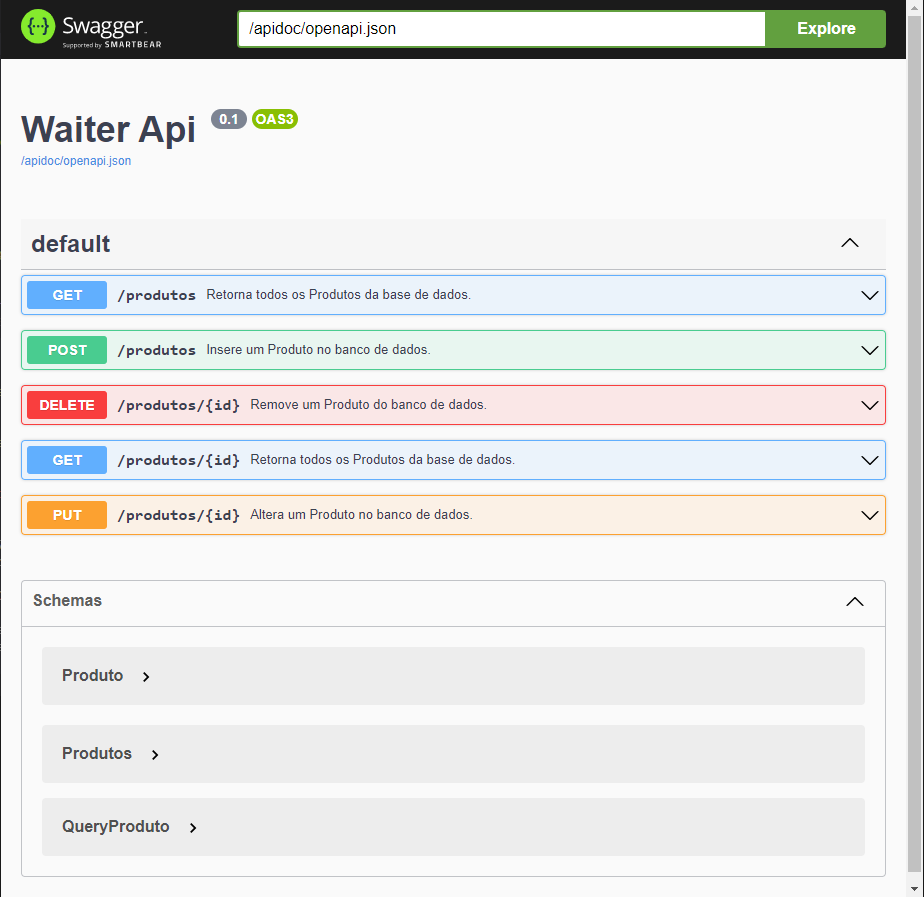 Swagger
Supported by SMARTBEAR
/apidoc/openapi.json
Explore
Waiter Api 0.1 OAS3
/apidoc/openapi.json
default
GET /produtos Retorna todos os Produtos da base de dados.
POST /produtos Insere um Produto no banco de dados.
DELETE /produtos/{id} Remove um Produto do banco de dados.
GET /produtos/{id} Retorna todos os Produtos da base de dados.
PUT /produtos/{id} Altera um Produto no banco de dados.
Schemas
Produto
Produtos
QueryProduto